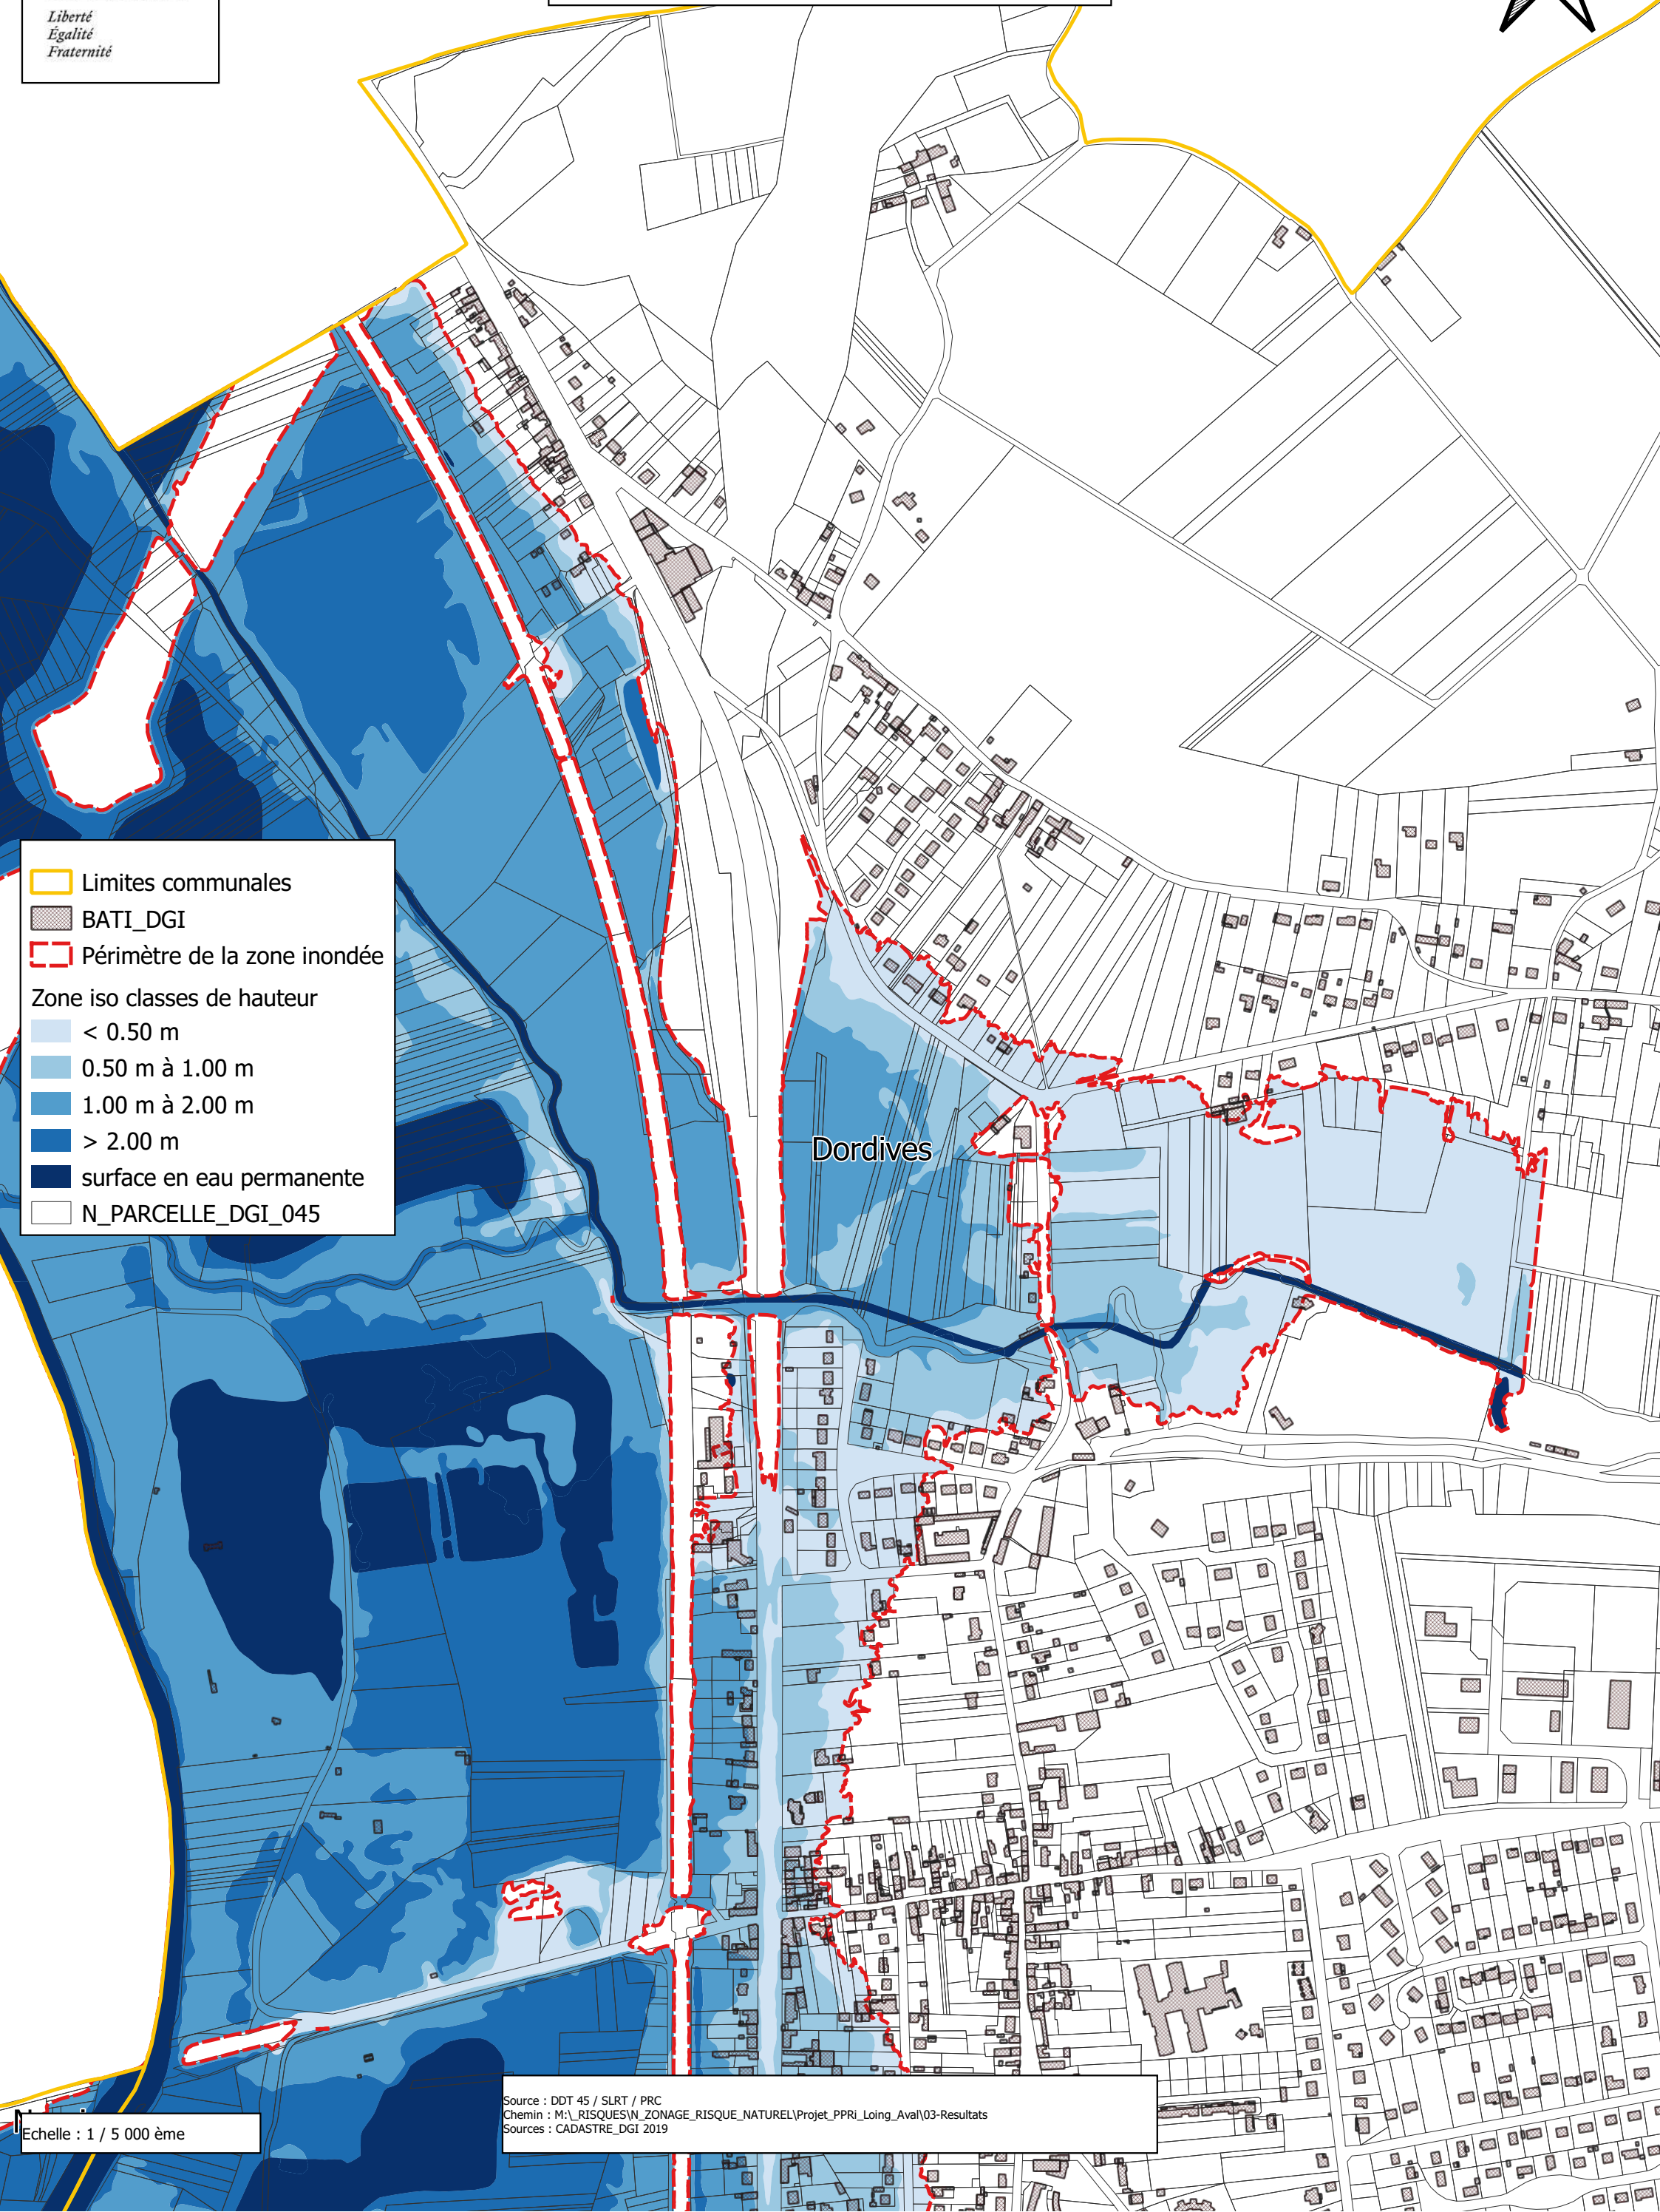 Liberté
Égalité
Fraternité
Limites communales
BATI_DGI
Périmètre de la zone inondée
Zone iso classes de hauteur
< 0.50 m
0.50 m à 1.00 m
1.00 m à 2.00 m
> 2.00 m
surface en eau permanente
N_PARCELLE_DGI_045
Dordives
Echelle : 1 / 5 000 ème
Source : DDT 45 / SLRT / PRC
Chemin : M:\_RISQUES\N_ZONAGE_RISQUE_NATUREL\Projet_PPRi_Loing_Aval\03-Resultats
Sources : CADASTRE_DGI 2019